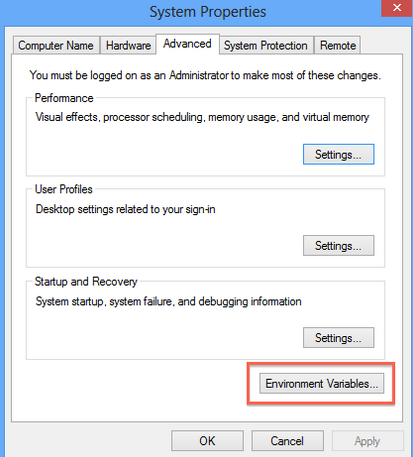 System Properties
Computer Name Hardware Advanced System Protection Remote
You must be logged on as an Administrator to make most of these changes.
Performance
Visual effects, processor scheduling, memory usage, and virtual memory
Settings...
User Profiles
Desktop settings related to your sign-in
Settings...
Startup and Recovery
System startup, system failure, and debugging information
Settings...
Environment Variables...
OK Cancel Apply